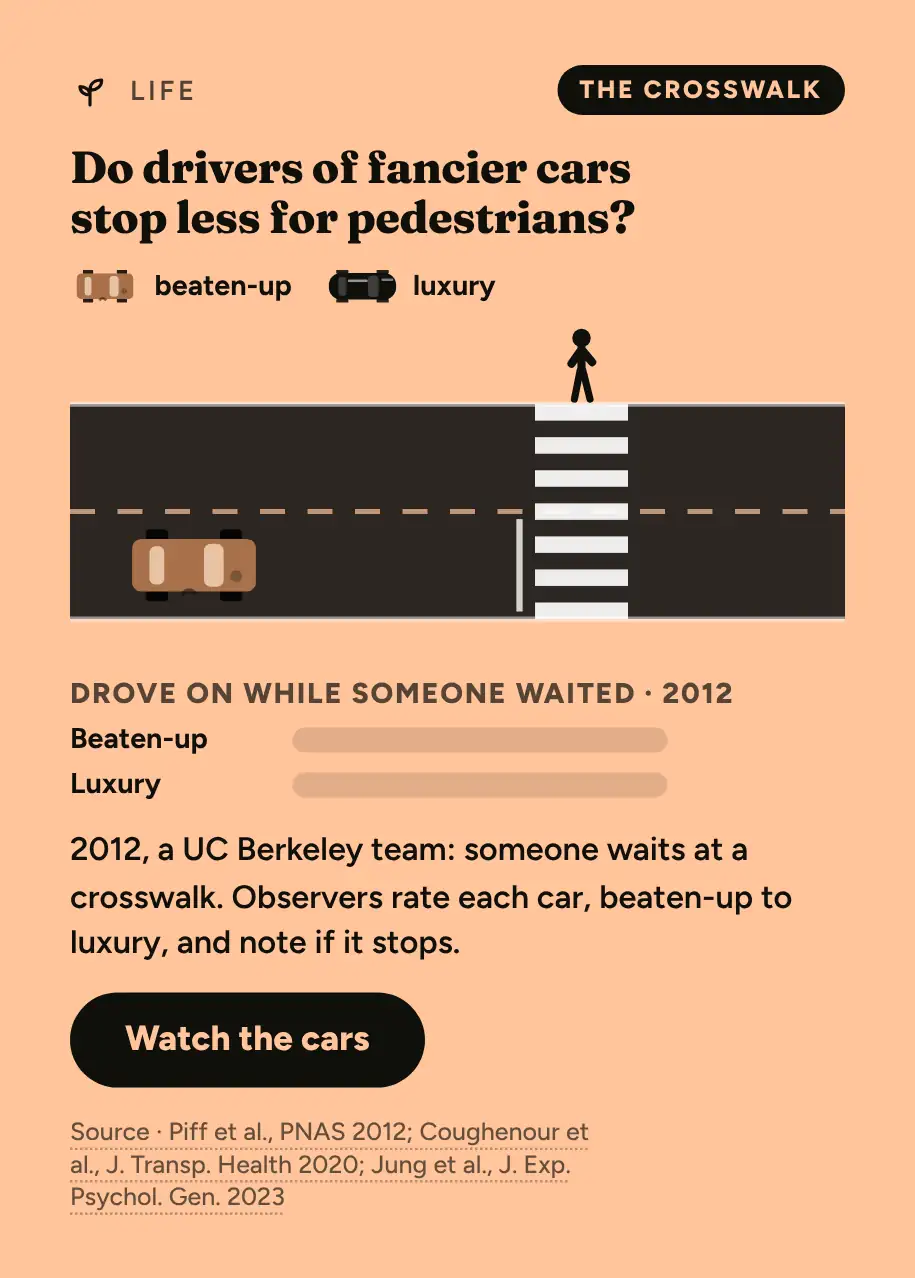 LIFE
THE CROSSWALK
Do drivers of fancier cars
stop less for pedestrians?
beaten-up
luxury
DROVE ON WHILE SOMEONE WAITED · 2012
Beaten-up
Luxury
2012, a UC Berkeley team: someone waits at a
crosswalk. Observers rate each car, beaten-up to
luxury, and note if it stops.
Watch the cars
Source · Piff et al., PNAS 2012; Coughenour et
al., J. Transp. Health 2020; Jung et al., J. Exp.
Psychol. Gen. 2023